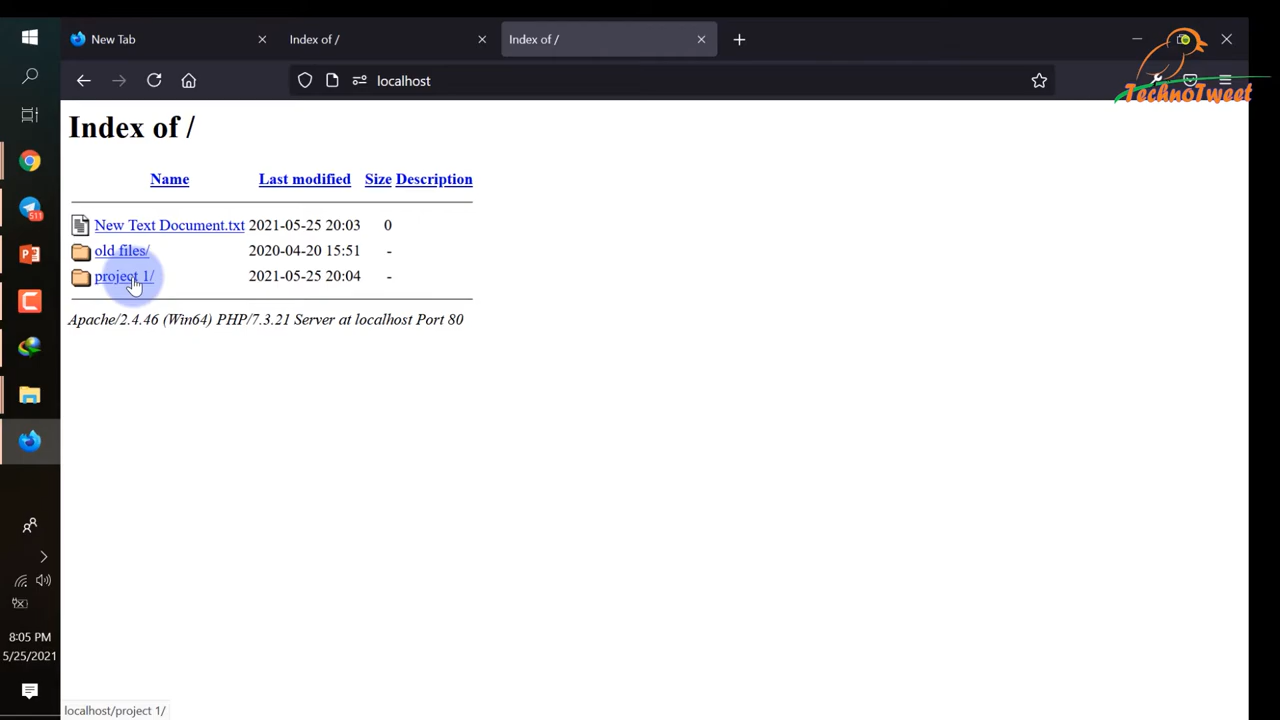 New Tab
Index of /
Index of /
localhost
TechnoTweet
Index of /
Name Last modified Size Description
New Text Document.txt 2021-05-25 20:03 0
old files/ 2020-04-20 15:51 -
project 1/ 2021-05-25 20:04 -
Apache/2.4.46 (Win64) PHP/7.3.21 Server at localhost Port 80
511
8:05 PM
5/25/2021
localhost/project 1/